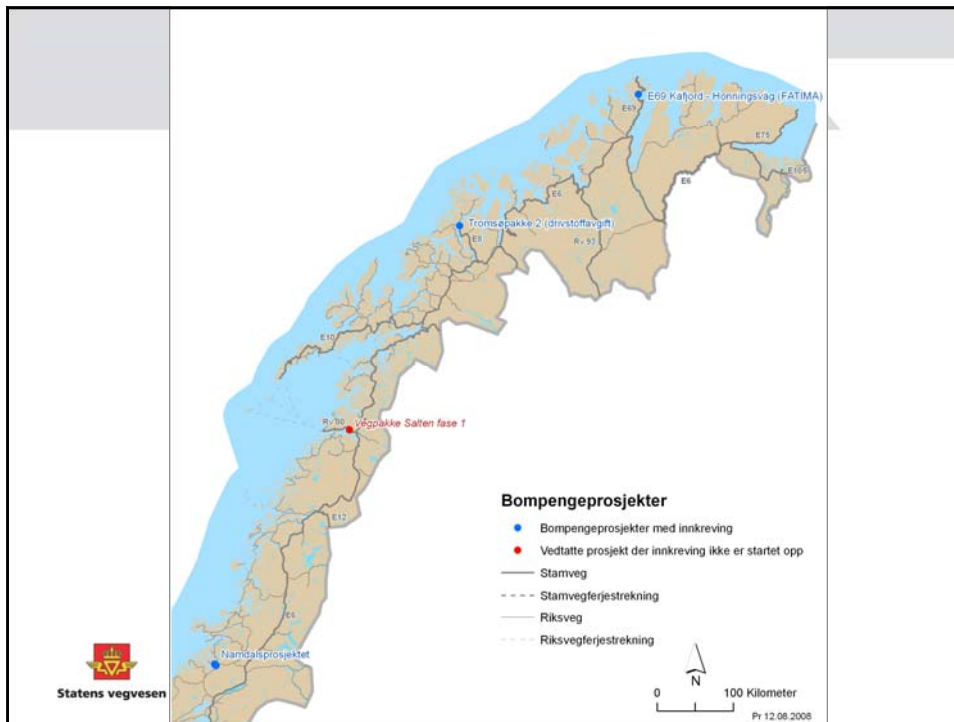 E69 Kafjord - Honningsvåg (FATIMA)
E69
E75
E105
E6
E6
Tromsøpakke 2 (drivstoffavgift)
E8
Rv.93
E10
Rv.80
Vegpakke Salten fase 1
E12
E6
Namdalsprosjektet
Bompengeprosjekter
Bompengeprosjekter med innkreving
Vedtatte prosjekt der innkreving ikke er startet opp
Stamveg
Stamvegferjestrekning
Riksveg
Riksvegferjestrekning
Statens vegvesen
N
0 100 Kilometer
Pr 12.08.2008